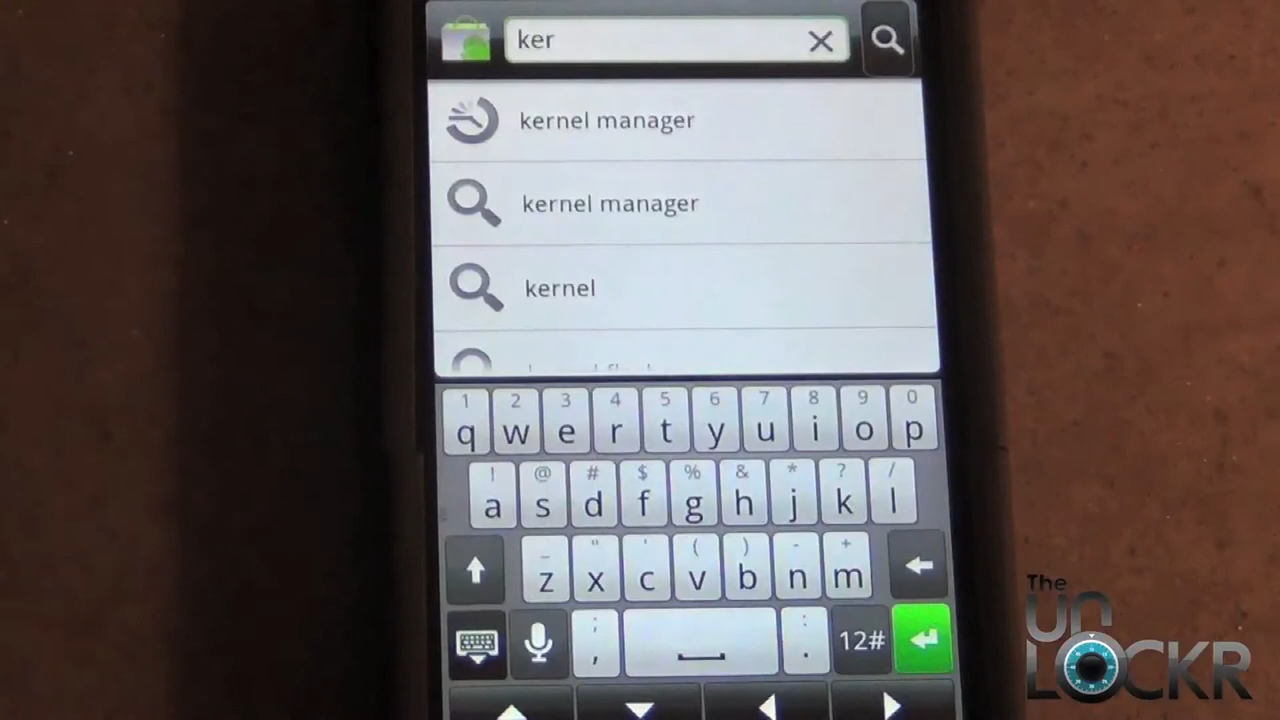 ker
kernel manager
kernel manager
kernel
1 2 3 4 5 6 7 8 9 0
q w e r t y u i o p
! @ # $ % & * ? /
a s d f g h j k l
_ " ' ( ) - +
z x c v b n m
; :
, . 12#
The
UN
LOCKR